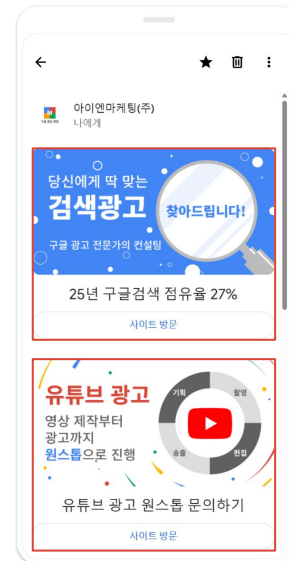 아이엔마케팅(주)
나에게
당신에게 딱 맞는
검색광고
찾아드립니다!
구글 광고 전문가의 컨설팅
25년 구글검색 점유율 27%
사이트 방문
유튜브 광고
영상 제작부터
광고까지
원스톱으로 진행
기획
촬영
송출
편집
유튜브 광고 원스톱 문의하기
사이트 방문